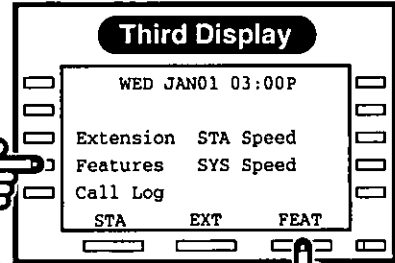 Third Display
WED JAN01 03:00P
Extension STA Speed
Features SYS Speed
Call Log
STA EXT FEAT